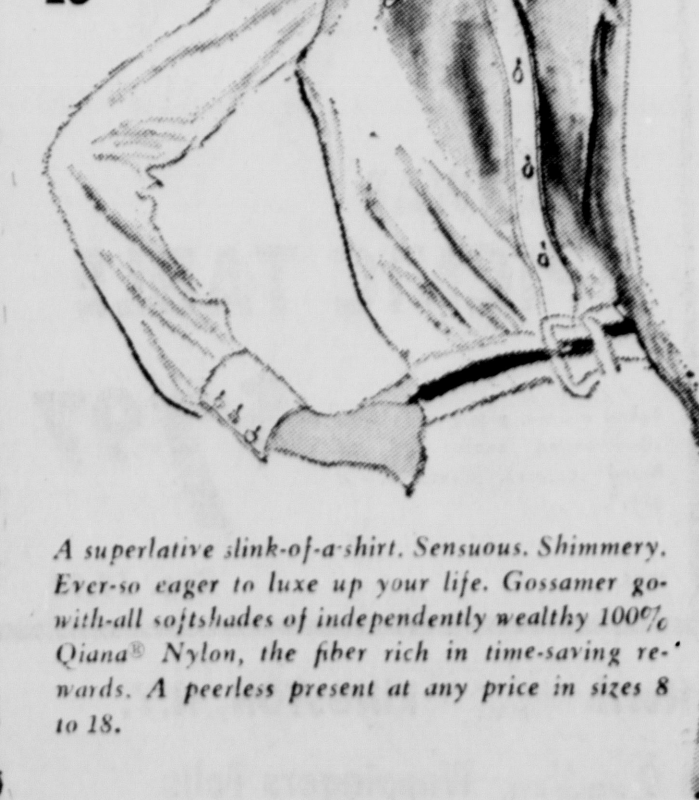 A superlative slink-of-a-shirt. Sensuous. Shimmery.
Ever-so eager to luxe up your life. Gossamer go-
with-all softshades of independently wealthy 100%
Qiana® Nylon, the fiber rich in time-saving re-
wards. A peerless present at any price in sizes 8
to 18.